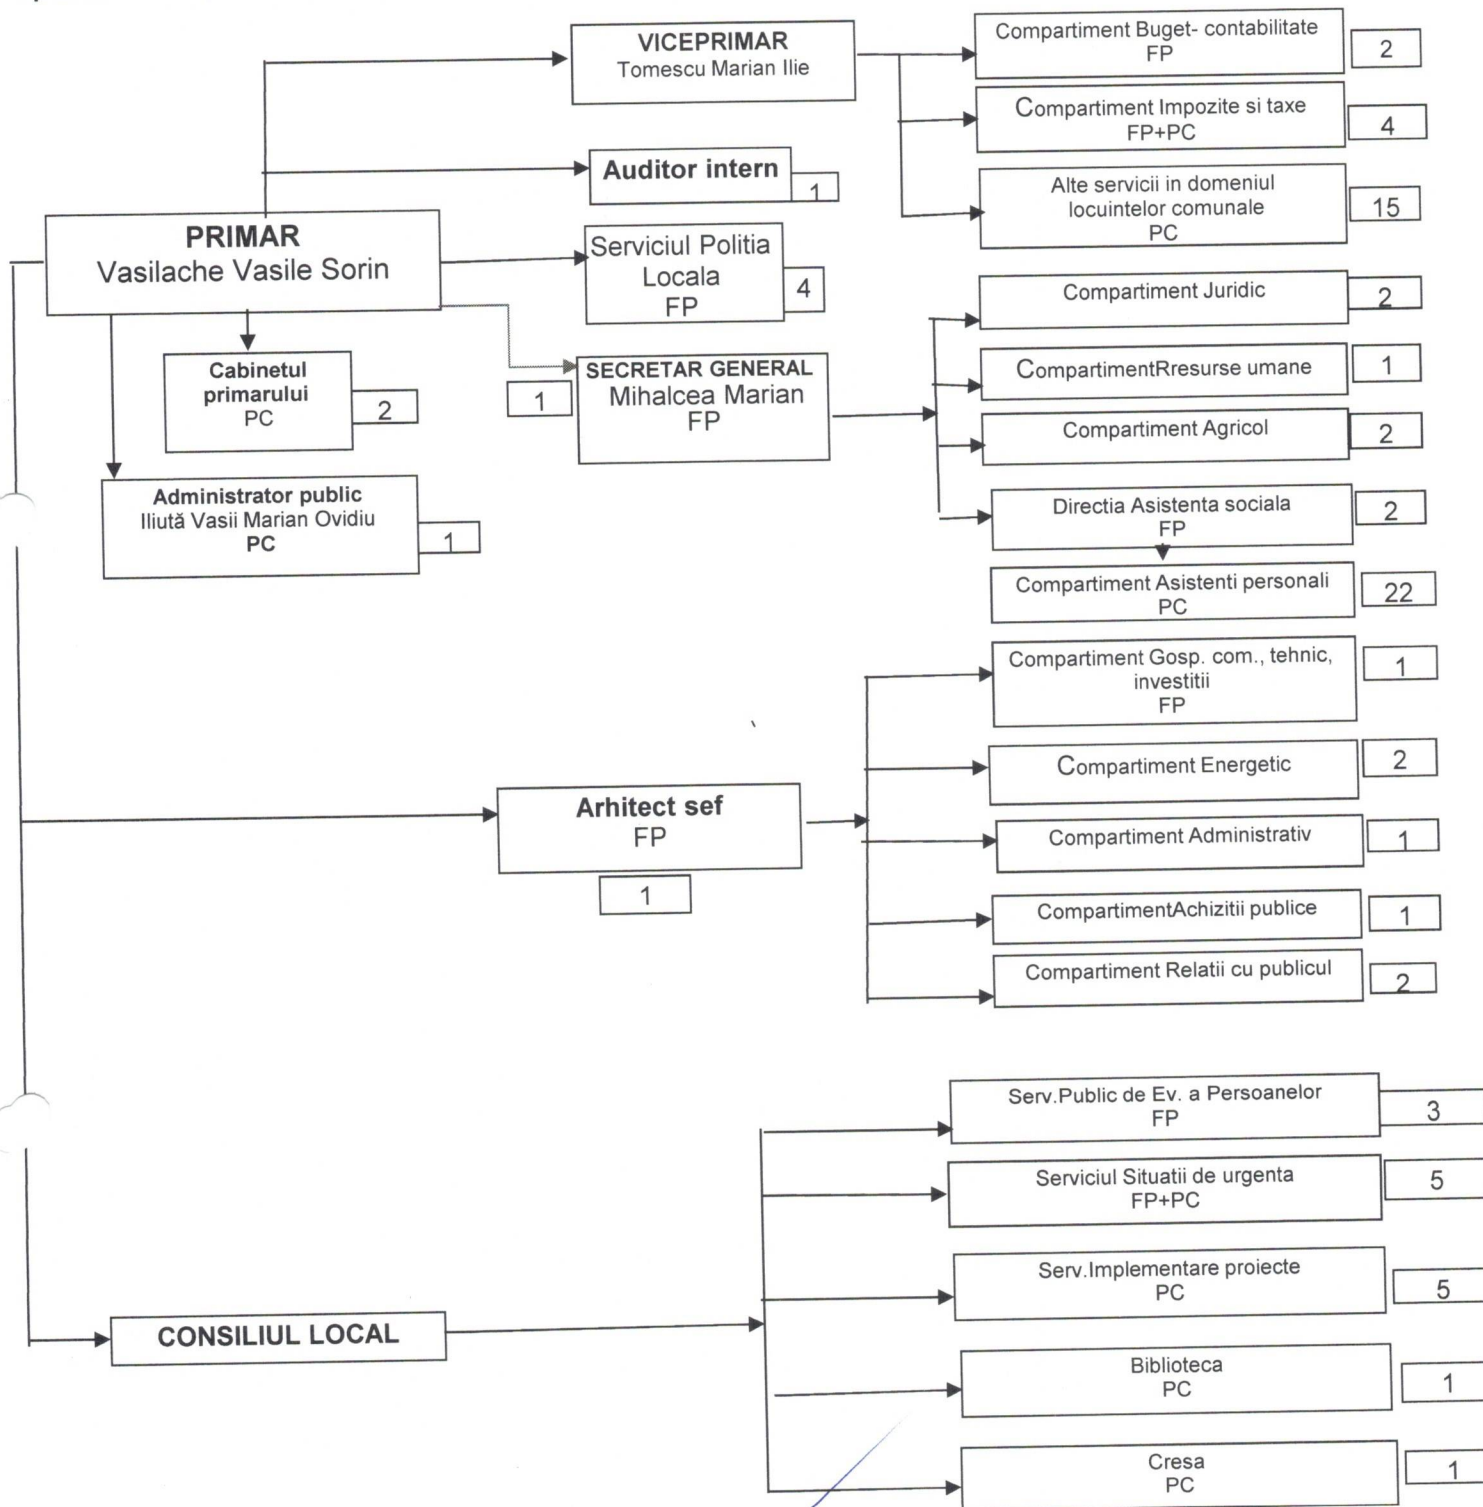 VICEPRIMAR
Tomescu Marian Ilie
Compartiment Buget- contabilitate
FP
2
Compartiment Impozite si taxe
FP+PC
4
Alte servicii in domeniul
locuintelor comunale
PC
15
Auditor intern
1
PRIMAR
Vasilache Vasile Sorin
Serviciul Politia
Locala
FP
4
Cabinetul
primarului
PC
2
1
SECRETAR GENERAL
Mihalcea Marian
FP
Compartiment Juridic
2
CompartimentRresurse umane
1
Compartiment Agricol
2
Directia Asistenta sociala
FP
2
Compartiment Asistenti personali
PC
22
Administrator public
Iliută Vasii Marian Ovidiu
PC
1
Arhitect sef
FP
1
Compartiment Gosp. com., tehnic,
investitii
FP
1
Compartiment Energetic
2
Compartiment Administrativ
1
CompartimentAchizitii publice
1
Compartiment Relatii cu publicul
2
CONSILIUL LOCAL
Serv.Public de Ev. a Persoanelor
FP
3
Serviciul Situatii de urgenta
FP+PC
5
Serv.Implementare proiecte
PC
5
Biblioteca
PC
1
Cresa
PC
1